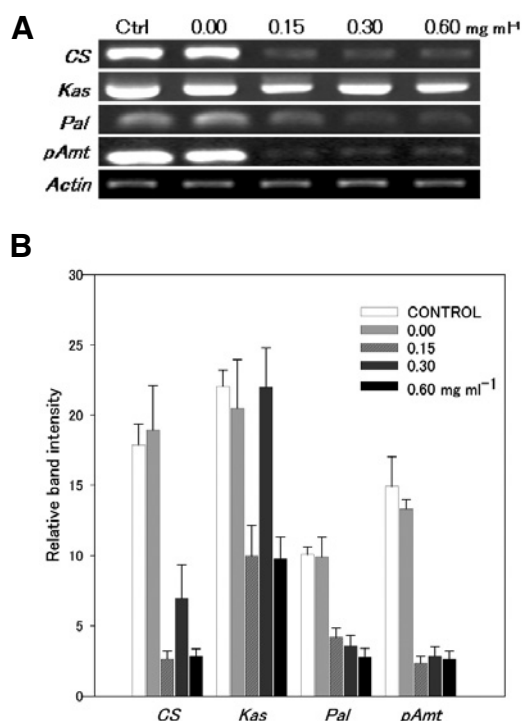 A
Ctrl 0.00 0.15 0.30 0.60 mg ml-1
CS
Kas
Pal
pAmt
Actin
B
30
25
20
15
10
5
0
Relative band intensity
CONTROL
0.00
0.15
0.30
0.60 mg ml−1
CS Kas Pal pAmt